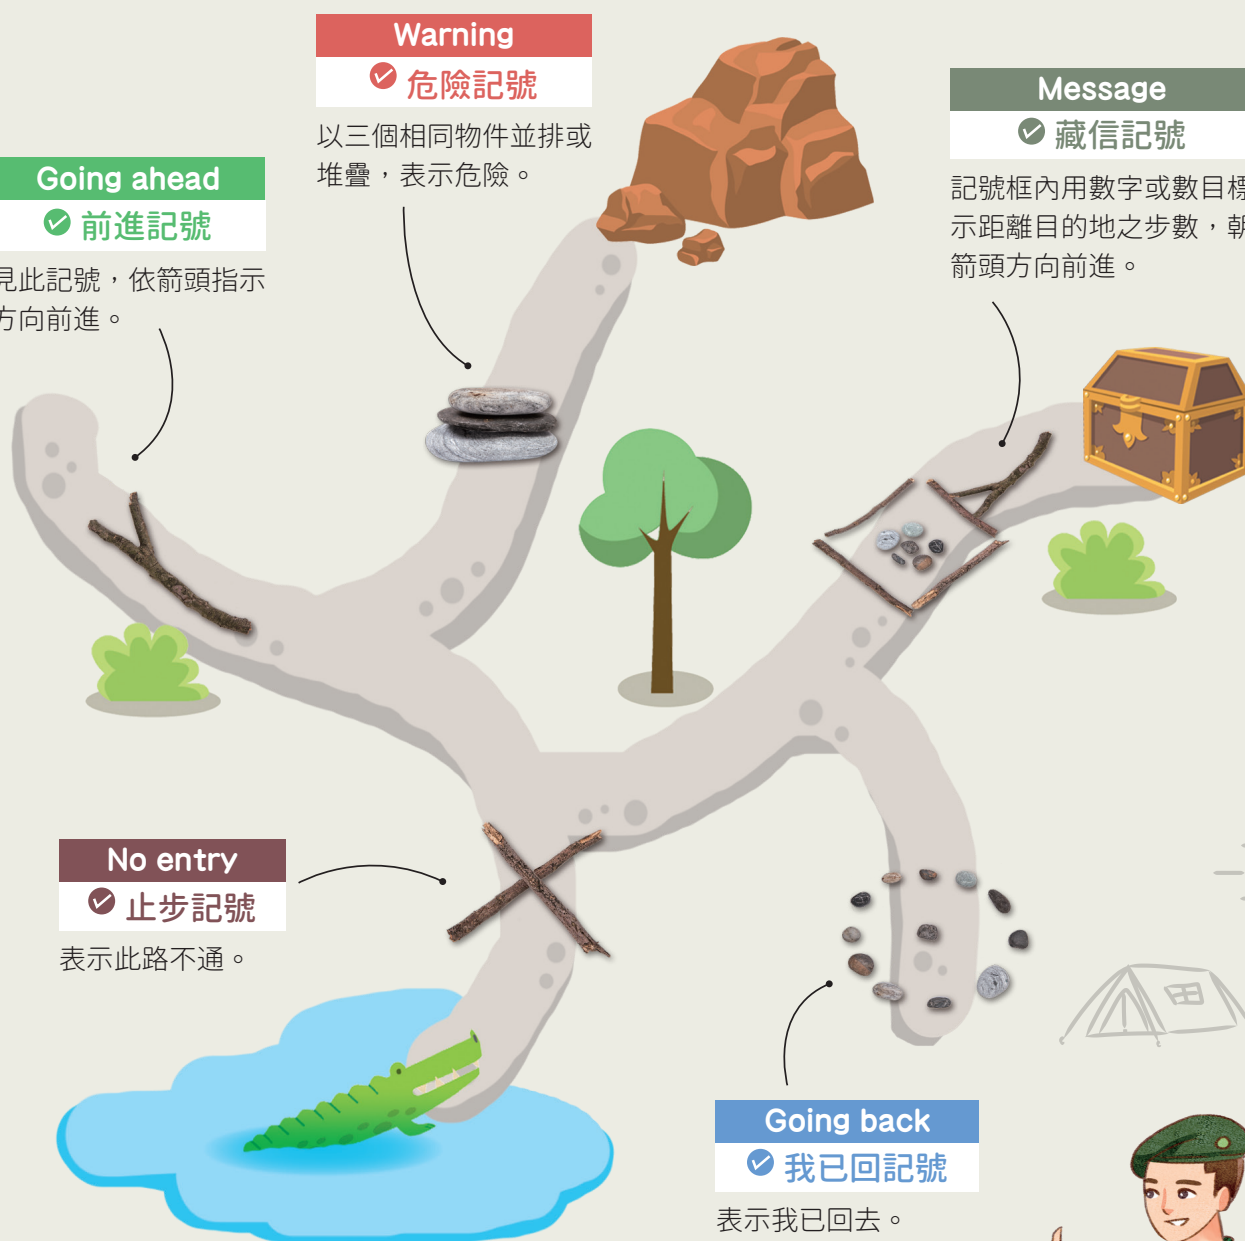 Warning
危險記號
以三個相同物件並排或
堆疊，表示危險。
Message
藏信記號
記號框內用數字或數目標
示距離目的地之步數，朝
箭頭方向前進。
Going ahead
前進記號
見此記號，依箭頭指示
方向前進。
No entry
止步記號
表示此路不通。
Going back
我已回記號
表示我已回去。